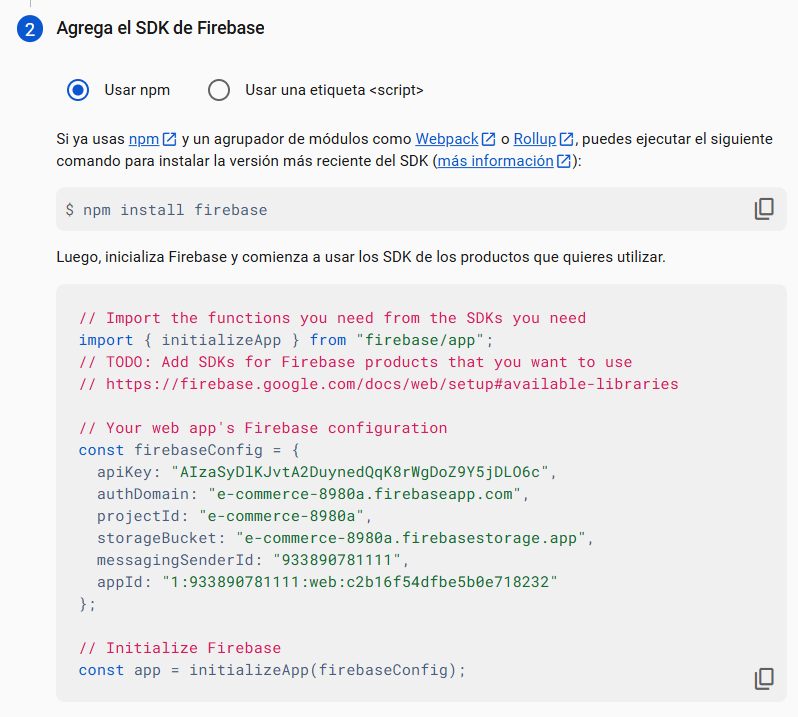 2 Agrega el SDK de Firebase
Usar npm Usar una etiqueta <script>
Si ya usas npm y un agrupador de módulos como Webpack o Rollup, puedes ejecutar el siguiente
comando para instalar la versión más reciente del SDK (más información):
$ npm install firebase
Luego, inicializa Firebase y comienza a usar los SDK de los productos que quieres utilizar.
// Import the functions you need from the SDKs you need
import { initializeApp } from "firebase/app";
// TODO: Add SDKs for Firebase products that you want to use
// https://firebase.google.com/docs/web/setup#available-libraries
// Your web app's Firebase configuration
const firebaseConfig = {
apiKey: "AIzaSyDlKJvtA2DuynedQqK8rWgDoZ9Y5jDLO6c",
authDomain: "e-commerce-8980a.firebaseapp.com",
projectId: "e-commerce-8980a",
storageBucket: "e-commerce-8980a.firebasestorage.app",
messagingSenderId: "933890781111",
appId: "1:933890781111:web:c2b16f54dfbe5b0e718232"
};
// Initialize Firebase
const app = initializeApp(firebaseConfig);